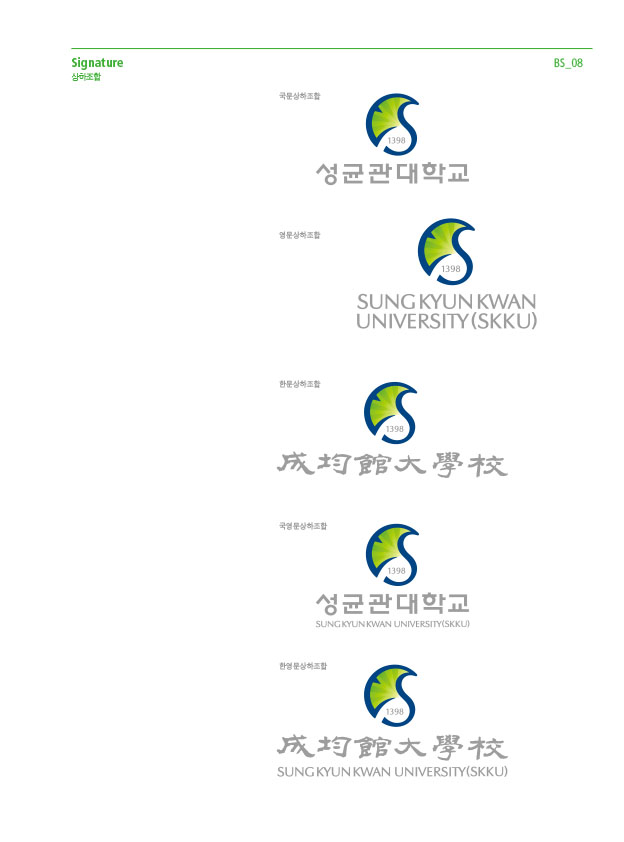 Signature
BS_08
상하조합
국문상하조합
1398
성균관대학교
영문상하조합
1398
SUNG KYUN KWAN
UNIVERSITY(SKKU)
한문상하조합
1398
成均館大學校
국영문상하조합
1398
성균관대학교
SUNG KYUN KWAN UNIVERSITY(SKKU)
한영문상하조합
1398
成均館大學校
SUNG KYUN KWAN UNIVERSITY(SKKU)